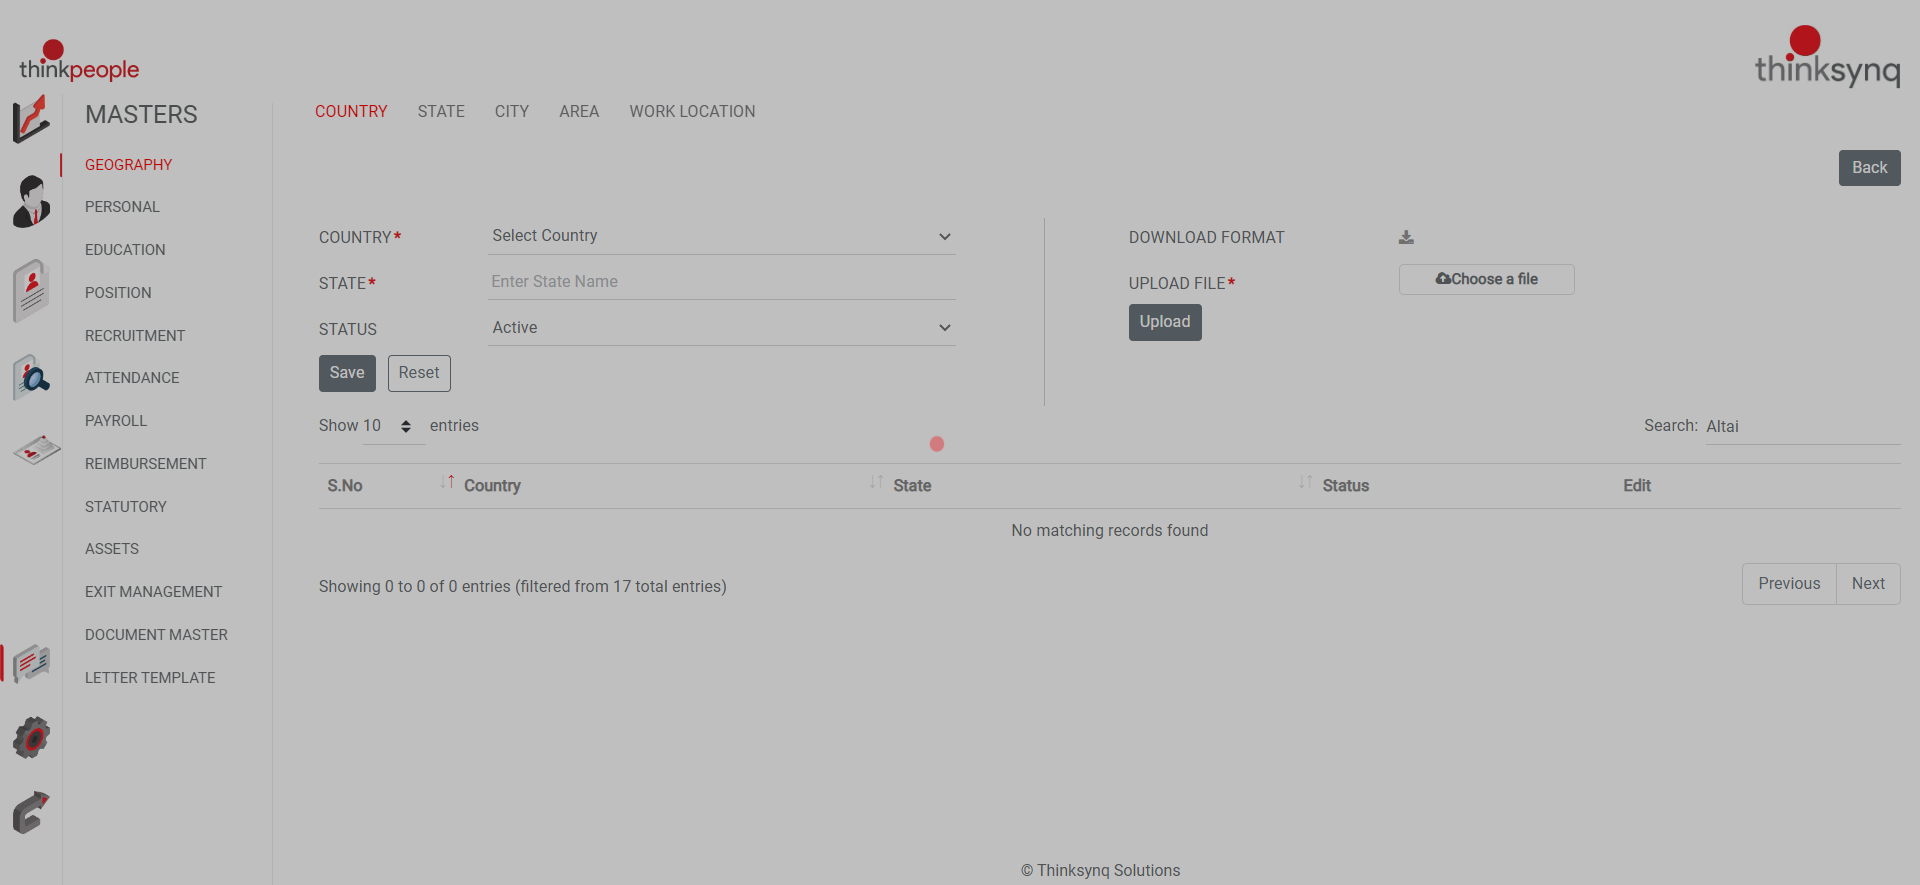 thinkpeople
thinksynq
MASTERS
COUNTRY STATE CITY AREA WORK LOCATION
GEOGRAPHY
PERSONAL
EDUCATION
POSITION
RECRUITMENT
ATTENDANCE
PAYROLL
REIMBURSEMENT
STATUTORY
ASSETS
EXIT MANAGEMENT
DOCUMENT MASTER
LETTER TEMPLATE
Back
COUNTRY* Select Country
STATE* Enter State Name
STATUS Active
Save Reset
DOWNLOAD FORMAT
UPLOAD FILE* Choose a file
Upload
Show 10 entries
Search: Altai
S.No Country State Status Edit
No matching records found
Showing 0 to 0 of 0 entries (filtered from 17 total entries)
Previous Next
© Thinksynq Solutions